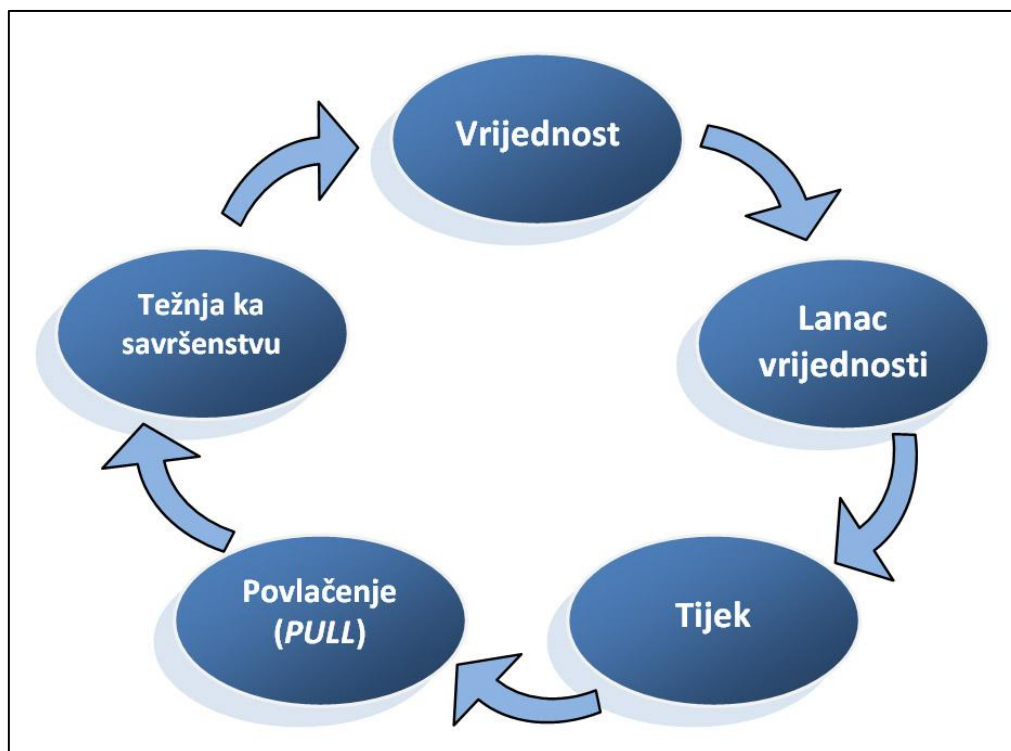 Vrijednost
Lanac
vrijednosti
Tijek
Povlačenje
(PULL)
Težnja ka
savršenstvu